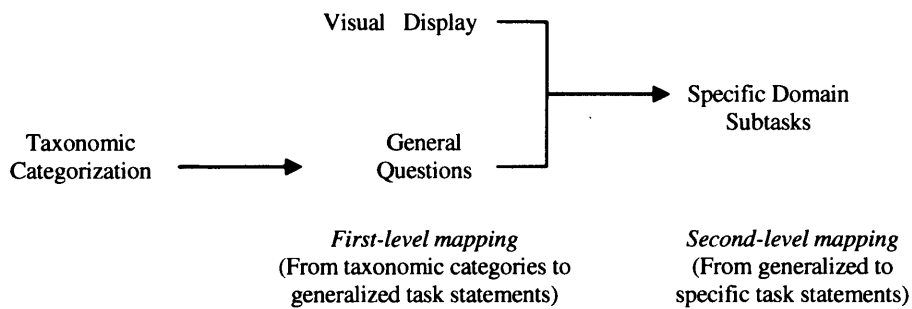 Visual Display
Specific Domain
Subtasks
Taxonomic
Categorization
General
Questions
First-level mapping
(From taxonomic categories to
generalized task statements)
Second-level mapping
(From generalized to
specific task statements)